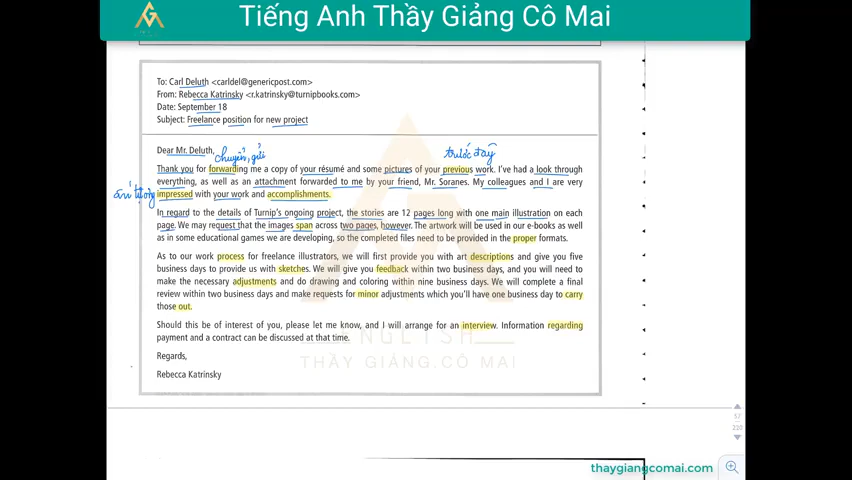 AG
Tiếng Anh Thầy Giảng Cô Mai
To: Carl Deluth <carldel@genericpost.com>
From: Rebecca Katrinsky <r.katrinsky@turnipbooks.com>
Date: September 18
Subject: Freelance position for new project
Dear Mr. Deluth,
chuyển, gửi
trước đây
Thank you for forwarding me a copy of your résumé and some pictures of your previous work. I've had a look through
everything, as well as an attachment forwarded to me by your friend, Mr. Soranes. My colleagues and I are very
ấn tượng
impressed with your work and accomplishments.
In regard to the details of Turnip's ongoing project, the stories are 12 pages long with one main illustration on each
page. We may request that the images span across two pages, however. The artwork will be used in our e-books as well
as in some educational games we are developing, so the completed files need to be provided in the proper formats.
As to our work process for freelance illustrators, we will first provide you with art descriptions and give you five
business days to provide us with sketches. We will give you feedback within two business days, and you will need to
make the necessary adjustments and do drawing and coloring within nine business days. We will complete a final
review within two business days and make requests for minor adjustments which you'll have one business day to carry
those out.
Should this be of interest of you, please let me know, and I will arrange for an interview. Information regarding
payment and a contract can be discussed at that time.
ENGLISH
THẦY GIẢNG.CÔ MAI
Regards,
Rebecca Katrinsky
57
220
thaygiangcomai.com